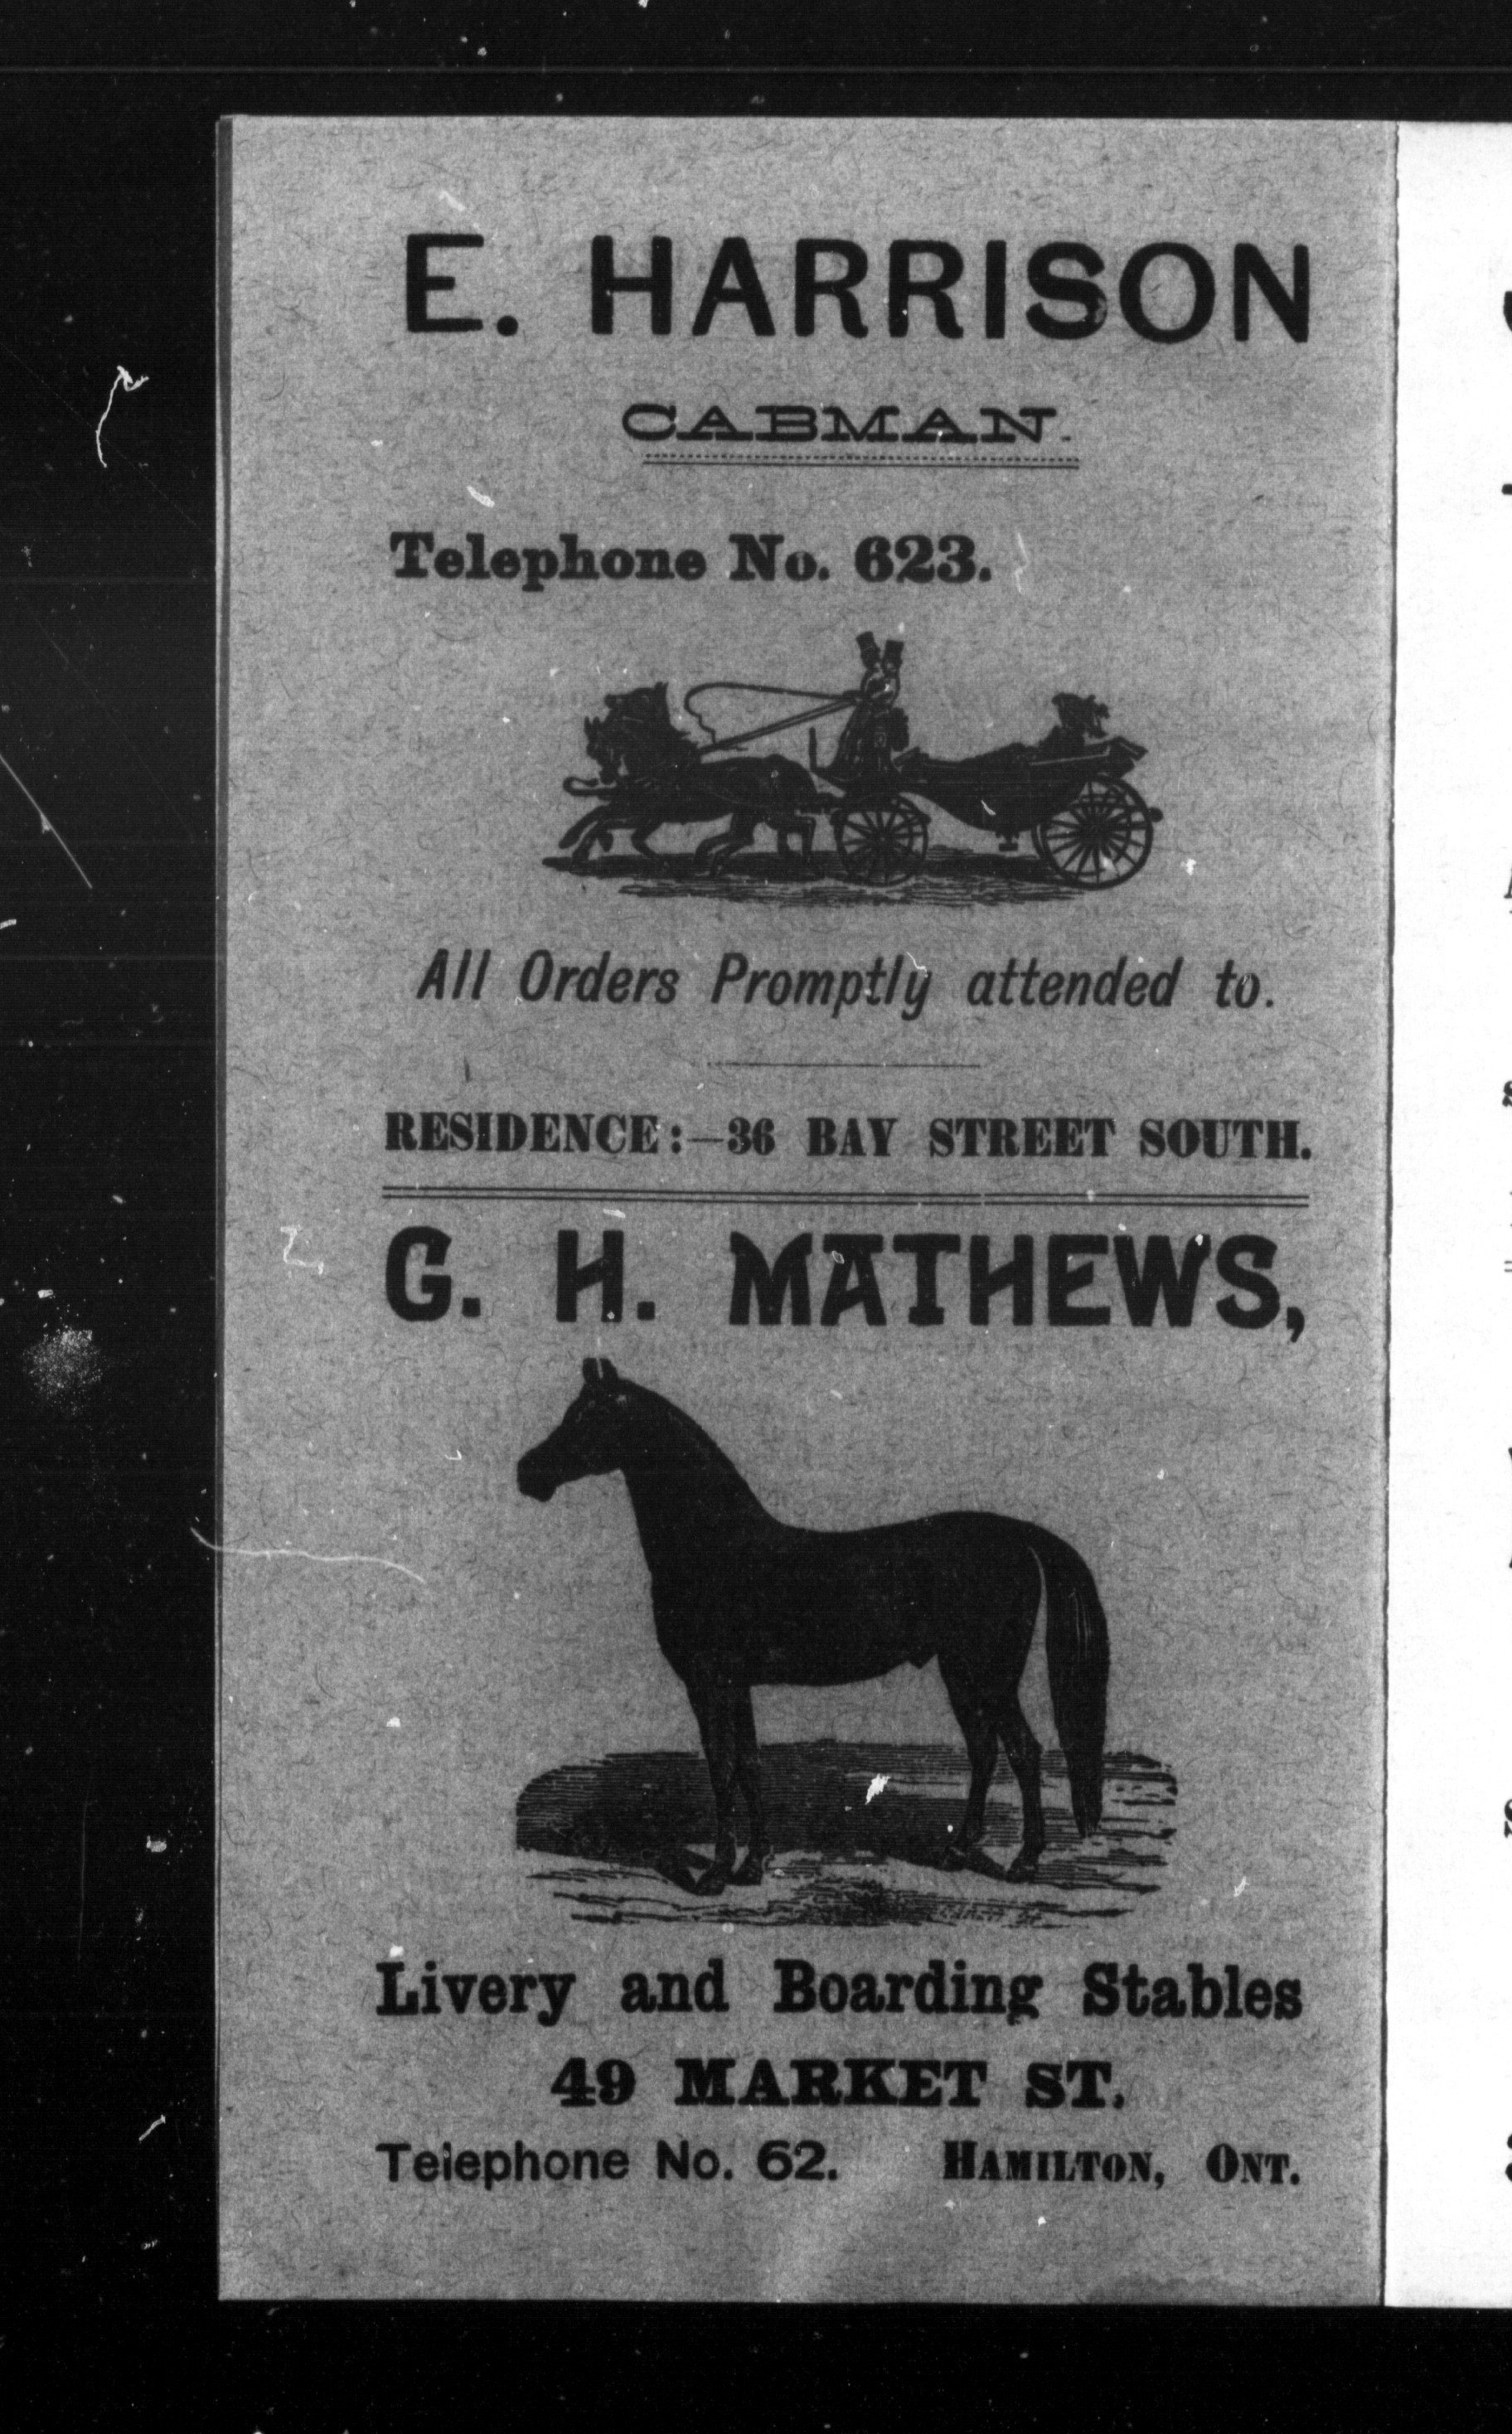 E. HARRISON
CABMAN.
Telephone No. 623.
All Orders Promptly attended to.
RESIDENCE:—36 BAY STREET SOUTH.
G. H. MATHEWS,
Livery and Boarding Stables
49 MARKET ST.
Telephone No. 62. HAMILTON, ONT.